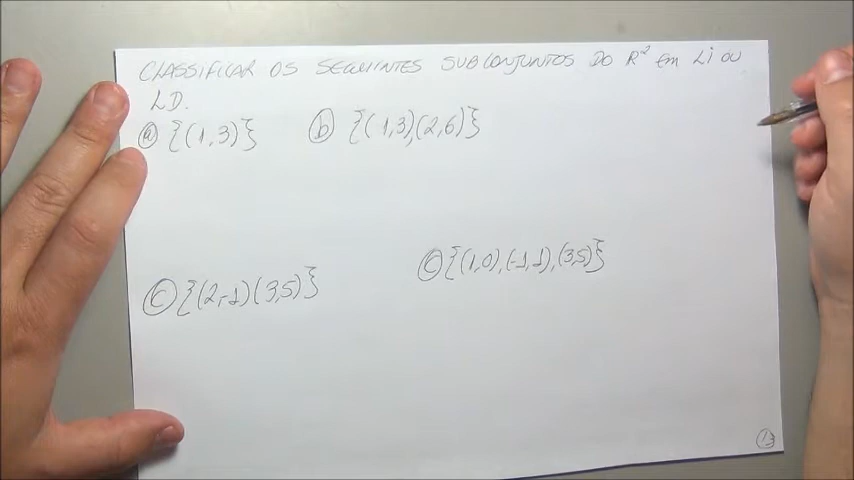 CLASSIFICAR OS SEGUINTES SUBCONJUNTOS DO R² EM Li OU
LD.
ⓐ {(1,3)} ⓑ {(1,3),(2,6)}
ⓒ {(2,-1)(3,5)} ⓒ {(1,0),(-1,1),(3,5)}